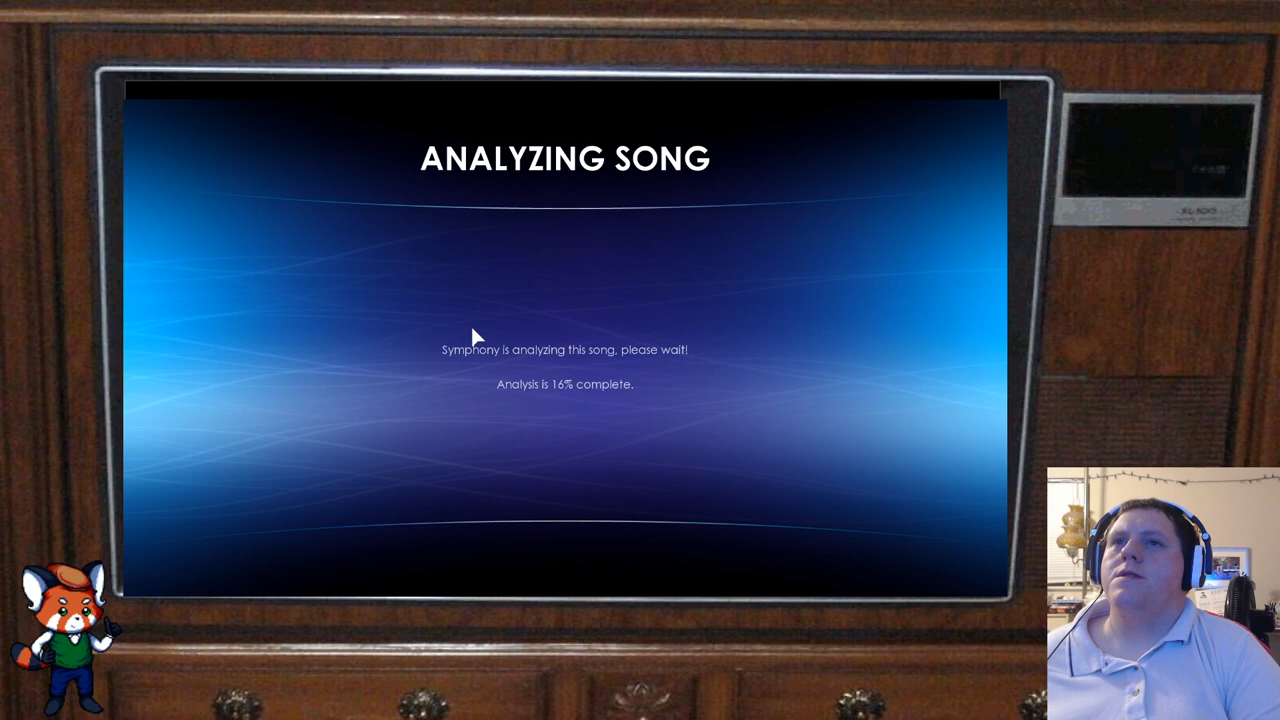 ANALYZING SONG
Symphony is analyzing this song, please wait!
Analysis is 16% complete.